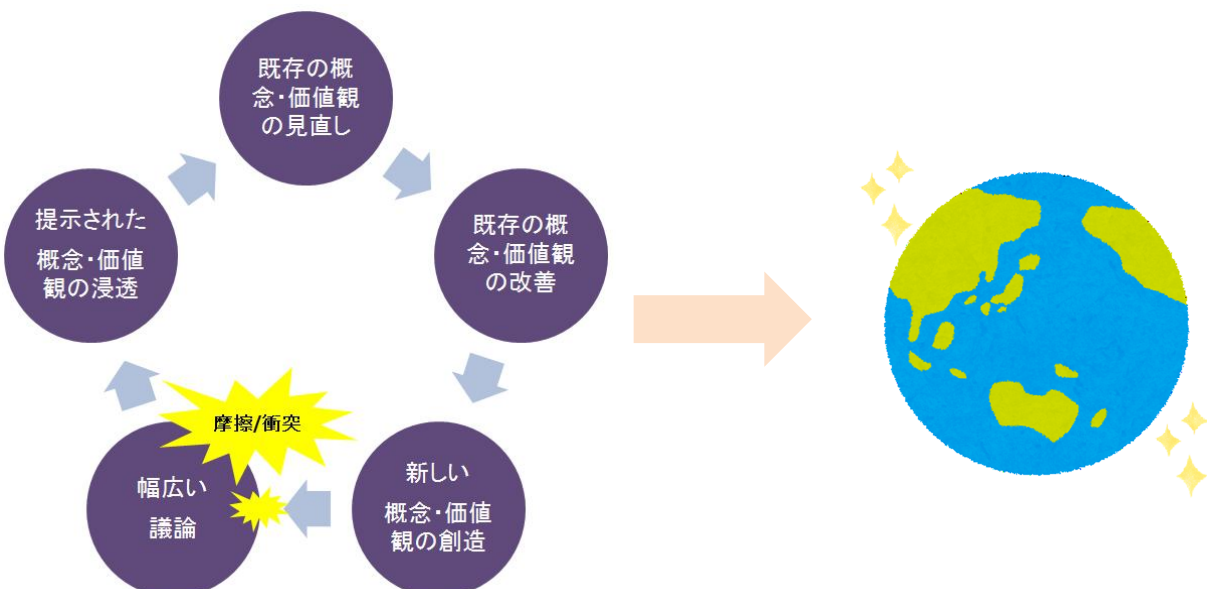 既存の概
念・価値観
の見直し
既存の概
念・価値観
の改善
新しい
概念・価値
観の創造
幅広い
議論
摩擦/衝突
提示された
概念・価値
観の浸透